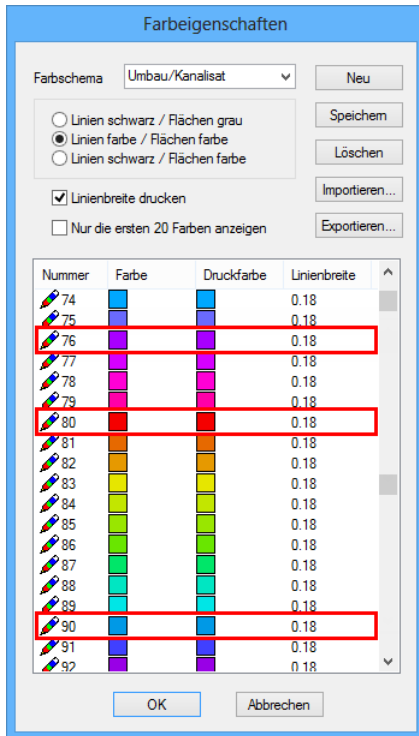 Farbeigenschaften
Farbschema Umbau/Kanalisat Neu
Linien schwarz / Flächen grau Speichern
Linien farbe / Flächen farbe
Linien schwarz / Flächen farbe Löschen
Linienbreite drucken Importieren...
Nur die ersten 20 Farben anzeigen Exportieren...
Nummer Farbe Druckfarbe Linienbreite
74 0.18
75 0.18
76 0.18
77 0.18
78 0.18
79 0.18
80 0.18
81 0.18
82 0.18
83 0.18
84 0.18
85 0.18
86 0.18
87 0.18
88 0.18
89 0.18
90 0.18
91 0.18
92 0.18
OK Abbrechen